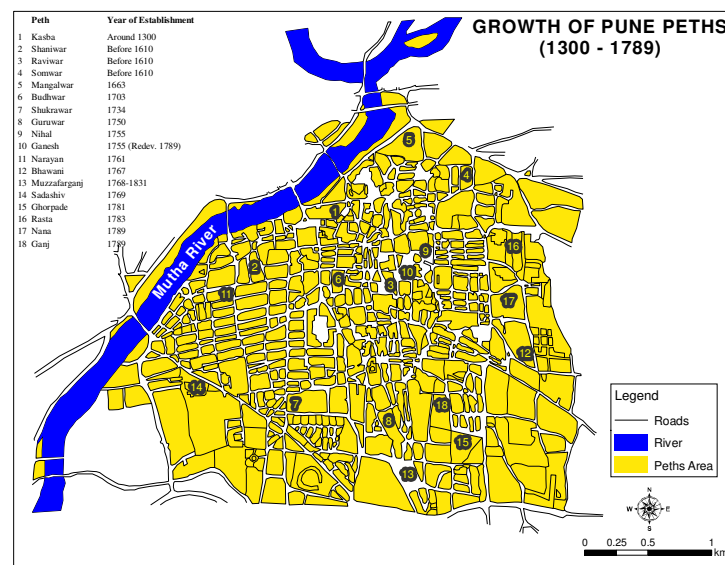 Peth Year of Establishment
1 Kasba Around 1300
2 Shaniwar Before 1610
3 Raviwar Before 1610
4 Somwar Before 1610
5 Mangalwar 1663
6 Budhwar 1703
7 Shukrawar 1734
8 Guruwar 1750
9 Nihal 1755
10 Ganesh 1755 (Redev. 1789)
11 Narayan 1761
12 Bhawani 1767
13 Muzzafarganj 1768-1831
14 Sadashiv 1769
15 Ghorpade 1781
16 Rasta 1783
17 Nana 1789
18 Ganj 1789
GROWTH OF PUNE PETHS
(1300 - 1789)
5
4
1
9
16
2
6
10
3
11
17
12
14
7
18
8
15
13
Mutha River
Legend
Roads
River
Peths Area
N
W E
S
0 0.25 0.5 1
km